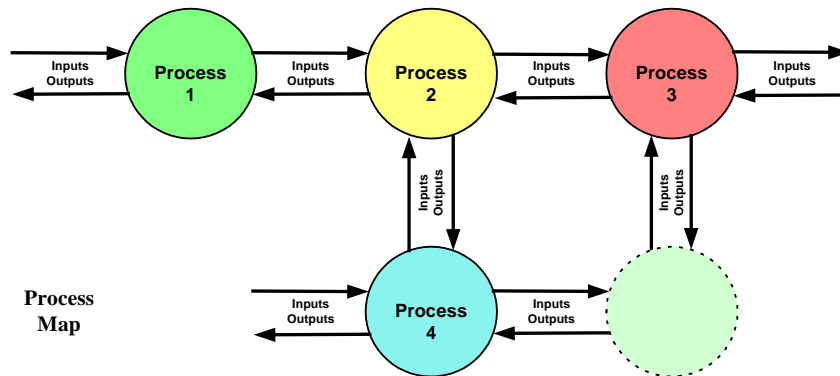 Inputs
Outputs
Process
1
Inputs
Outputs
Process
2
Inputs
Outputs
Process
3
Inputs
Outputs
Inputs
Outputs
Inputs
Outputs
Process
Map
Inputs
Outputs
Process
4
Inputs
Outputs